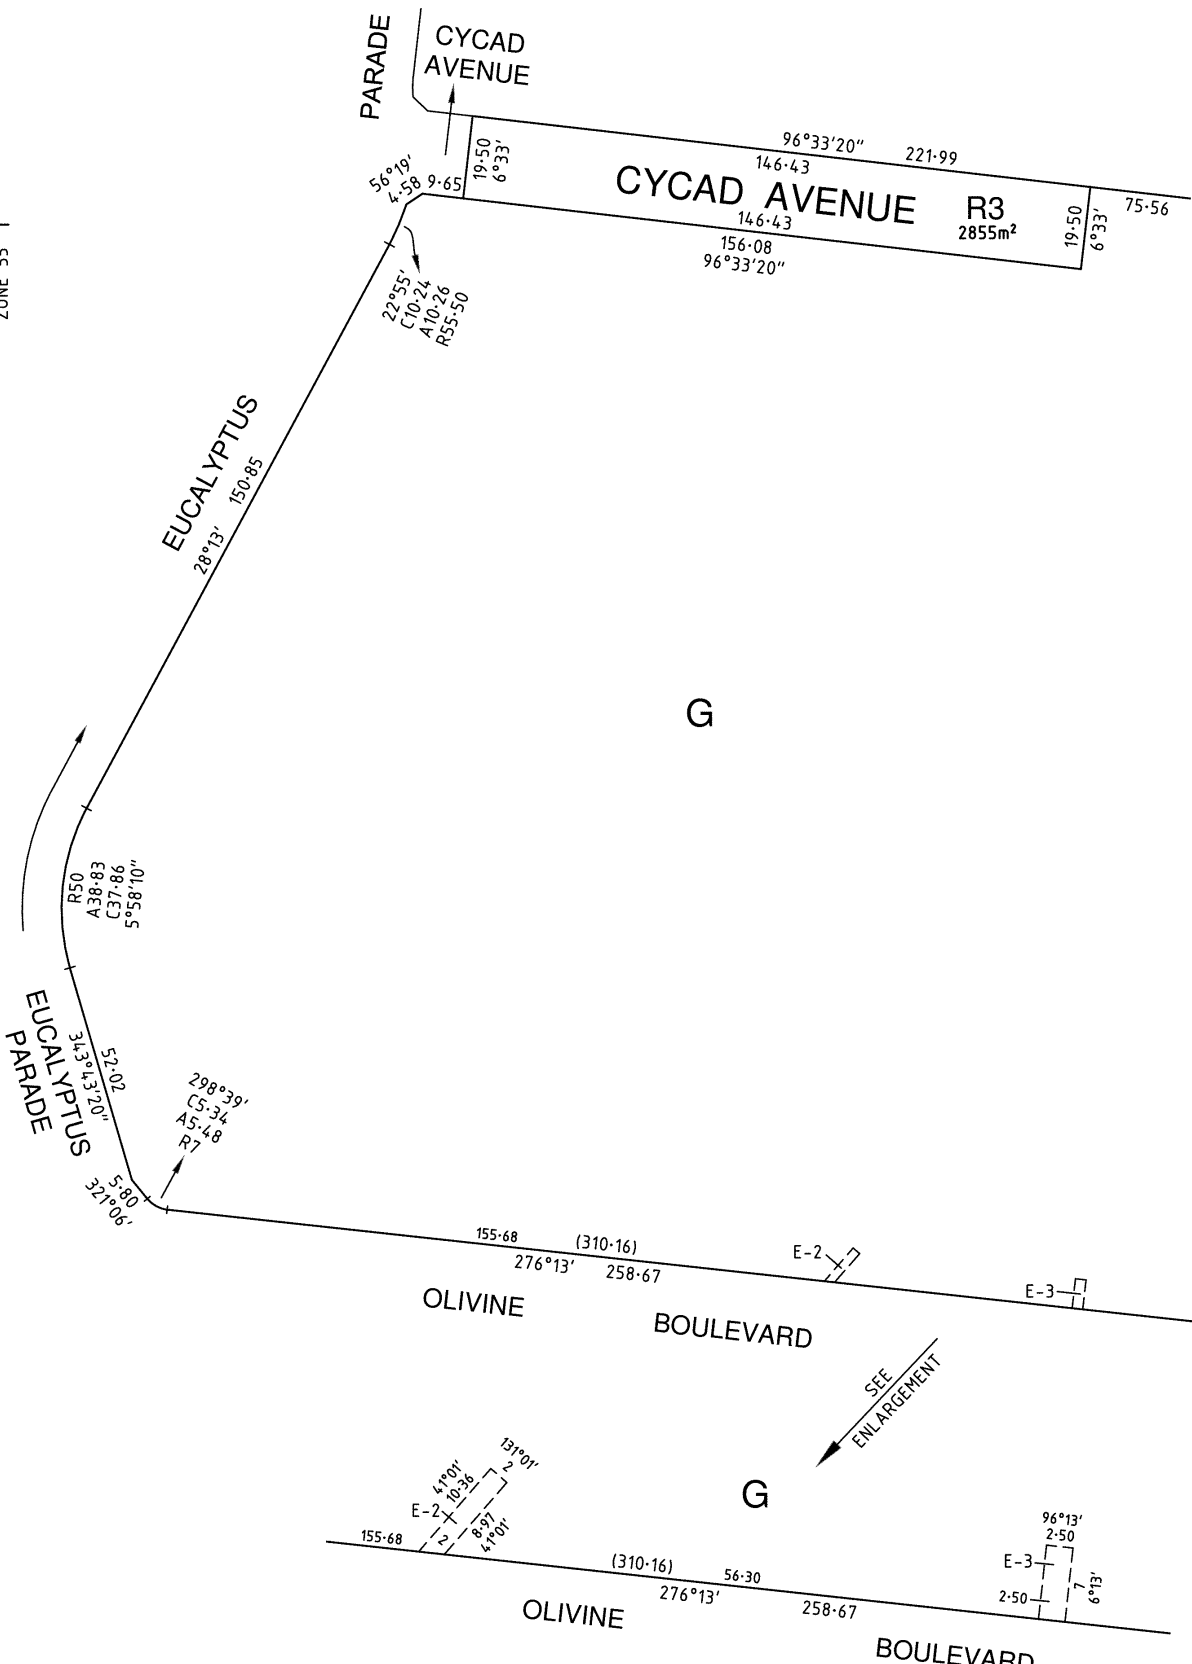 PARADE
CYCAD
AVENUE
ZONE 55
96°33'20" 221·99
146·43
CYCAD AVENUE R3
2855m²
19·50
6°33'
19·50
6°33'
75·56
56°19'
4·58
9·65
146·43
156·08
96°33'20"
22°55'
C10·24
A10·26
R55·50
EUCALYPTUS
28°13' 150·85
G
R50
A38·83
C37·86
5°58'10"
EUCALYPTUS
PARADE
52·02
343°43'20"
298°39'
C5·34
A5·48
R7
5·80
321°06'
155·68 (310·16)
276°13' 258·67
E-2
E-3
OLIVINE BOULEVARD
SEE
ENLARGEMENT
G
131°01'
2
41°01'
10·36
E-2
2
8·97
41°01'
155·68
96°13'
2·50
E-3
2·50
7
6°13'
(310·16) 56·30
276°13' 258·67
OLIVINE BOULEVARD